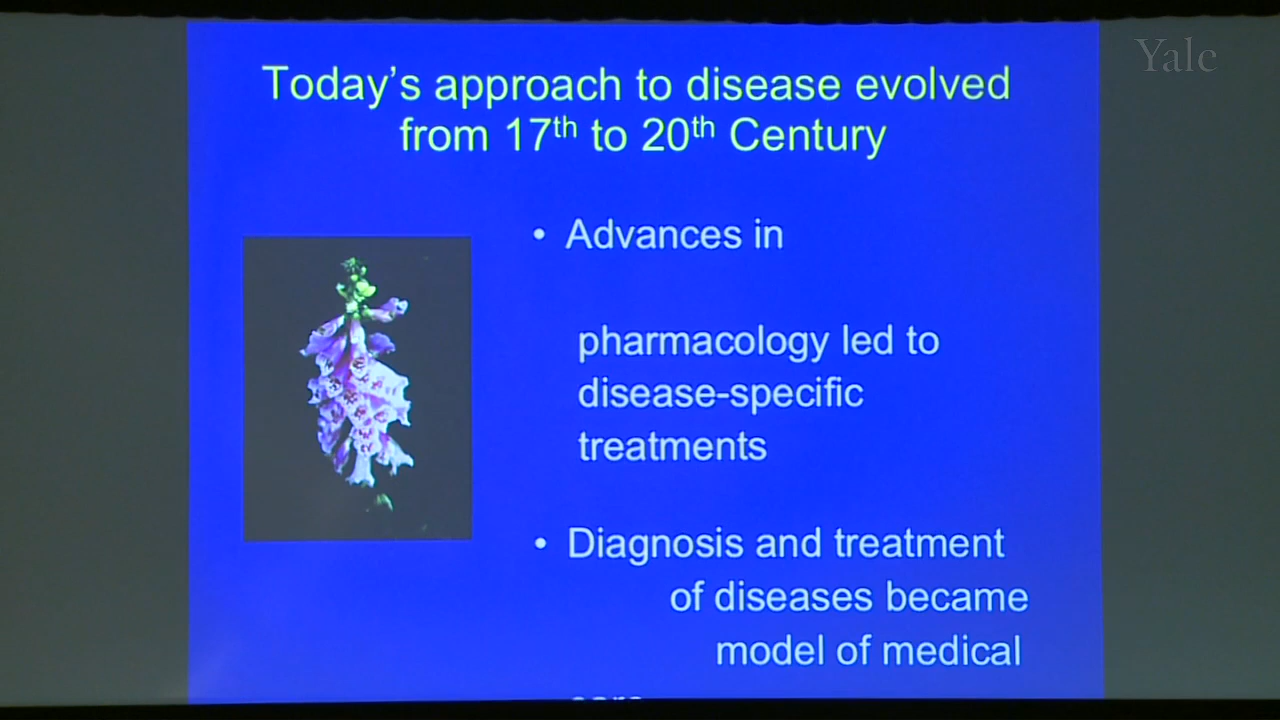 Yale
Today's approach to disease evolved
from 17th to 20th Century
• Advances in
pharmacology led to
disease-specific
treatments
• Diagnosis and treatment
of diseases became
model of medical